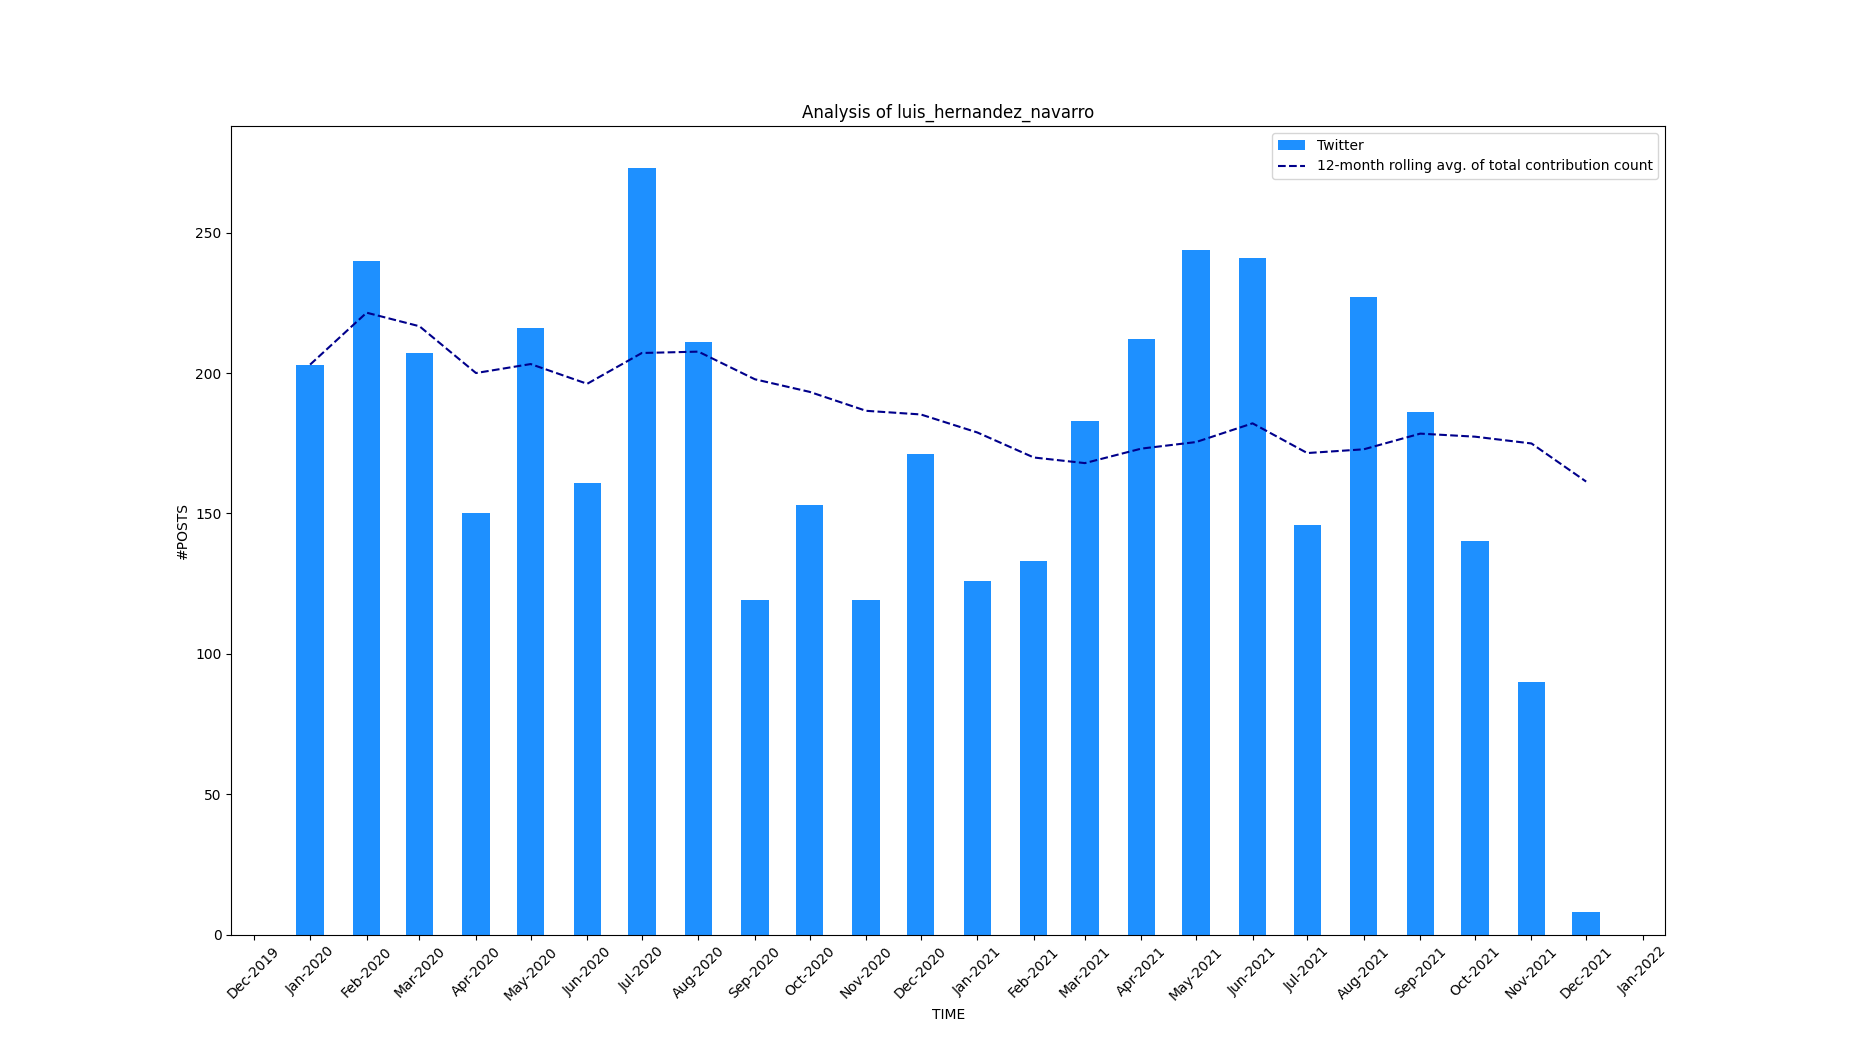 Analysis of luis_hernandez_navarro
Twitter
12-month rolling avg. of total contribution count
#POSTS
250
200
150
100
50
0
Dec-2019
Jan-2020
Feb-2020
Mar-2020
Apr-2020
May-2020
Jun-2020
Jul-2020
Aug-2020
Sep-2020
Oct-2020
Nov-2020
Dec-2020
Jan-2021
Feb-2021
Mar-2021
Apr-2021
May-2021
Jun-2021
Jul-2021
Aug-2021
Sep-2021
Oct-2021
Nov-2021
Dec-2021
Jan-2022
TIME